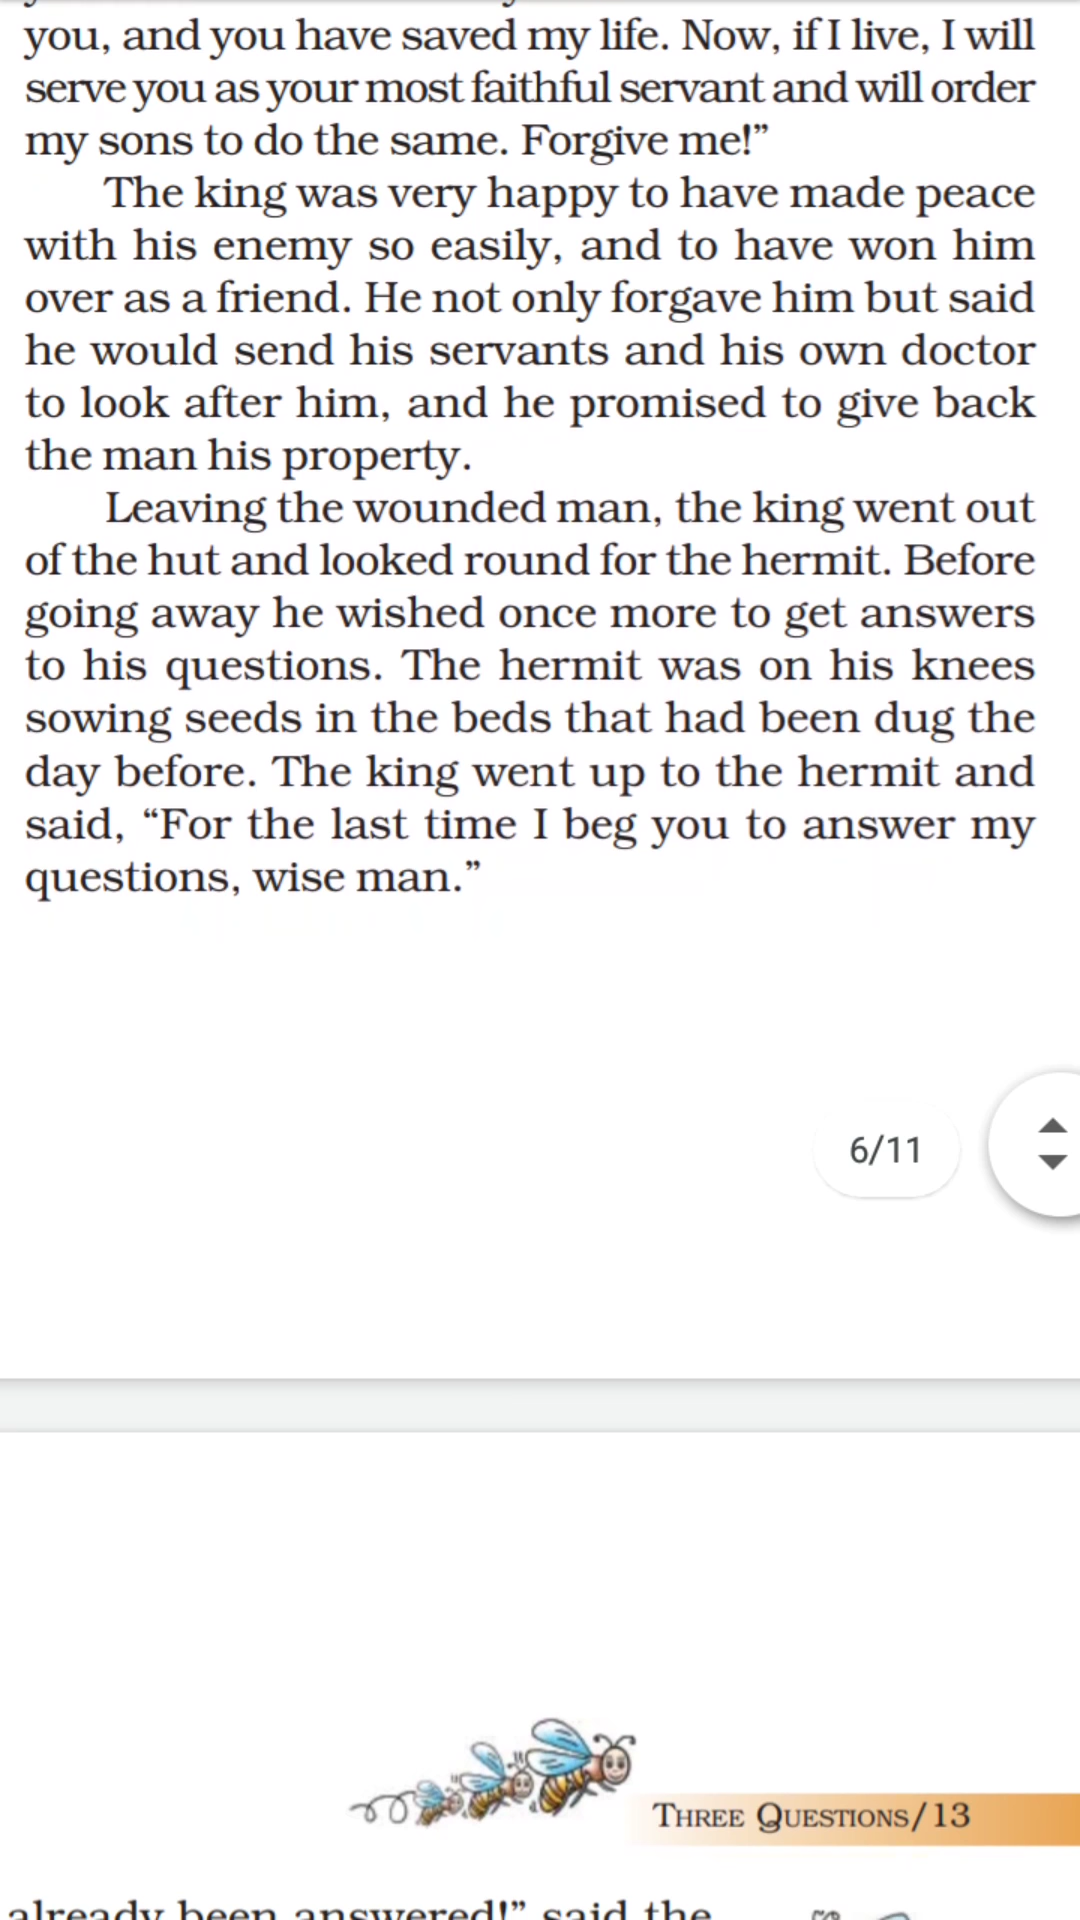 you, and you have saved my life. Now, if I live, I will
serve you as your most faithful servant and will order
my sons to do the same. Forgive me!”
The king was very happy to have made peace
with his enemy so easily, and to have won him
over as a friend. He not only forgave him but said
he would send his servants and his own doctor
to look after him, and he promised to give back
the man his property.
Leaving the wounded man, the king went out
of the hut and looked round for the hermit. Before
going away he wished once more to get answers
to his questions. The hermit was on his knees
sowing seeds in the beds that had been dug the
day before. The king went up to the hermit and
said, “For the last time I beg you to answer my
questions, wise man.”
6/11
THREE QUESTIONS/13
already been answered!” said the